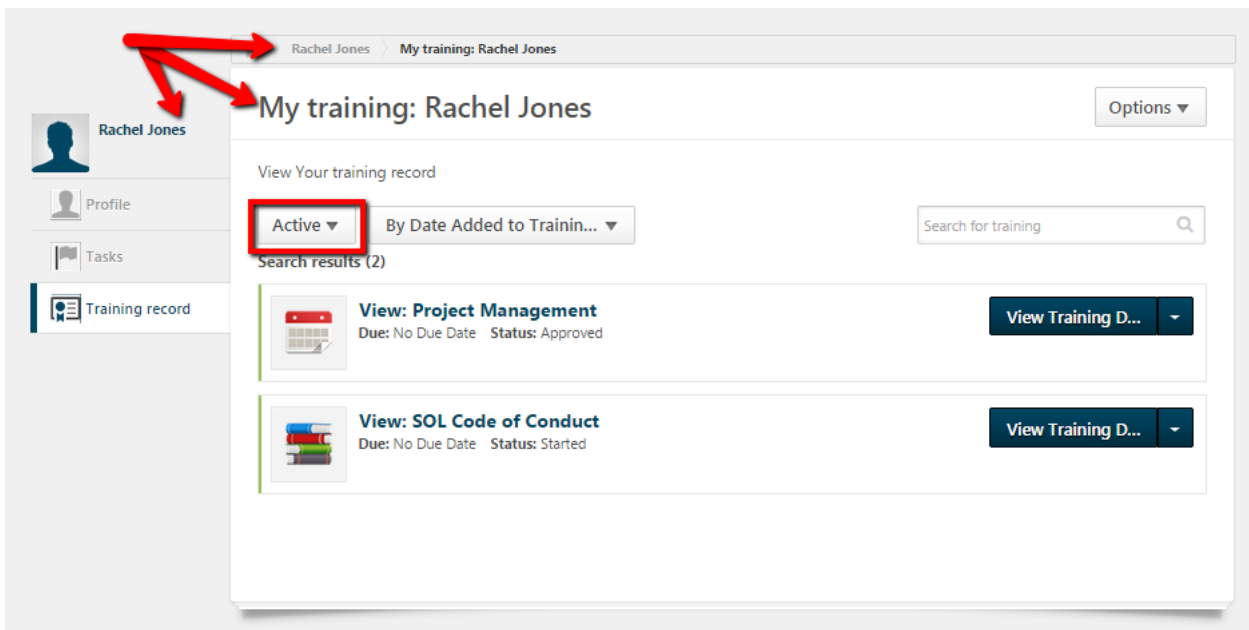 Rachel Jones My training: Rachel Jones
Rachel Jones
Profile
Tasks
Training record
My training: Rachel Jones
Options
View Your training record
Active
By Date Added to Trainin...
Search for training
Search results (2)
View: Project Management
Due: No Due Date Status: Approved
View Training D...
View: SOL Code of Conduct
Due: No Due Date Status: Started
View Training D...